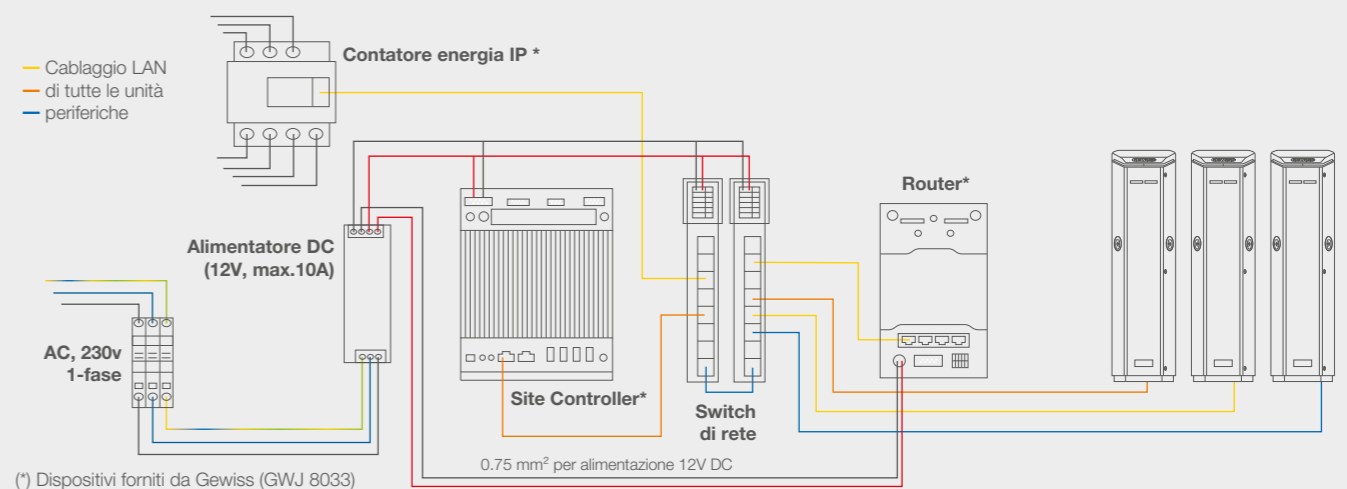 Contatore energia IP *
Cablaggio LAN
di tutte le unità
periferiche
Router*
Alimentatore DC
(12V, max.10A)
AC, 230v
1-fase
Site Controller*
Switch
di rete
0.75 mm² per alimentazione 12V DC
(*) Dispositivi forniti da Gewiss (GWJ 8033)